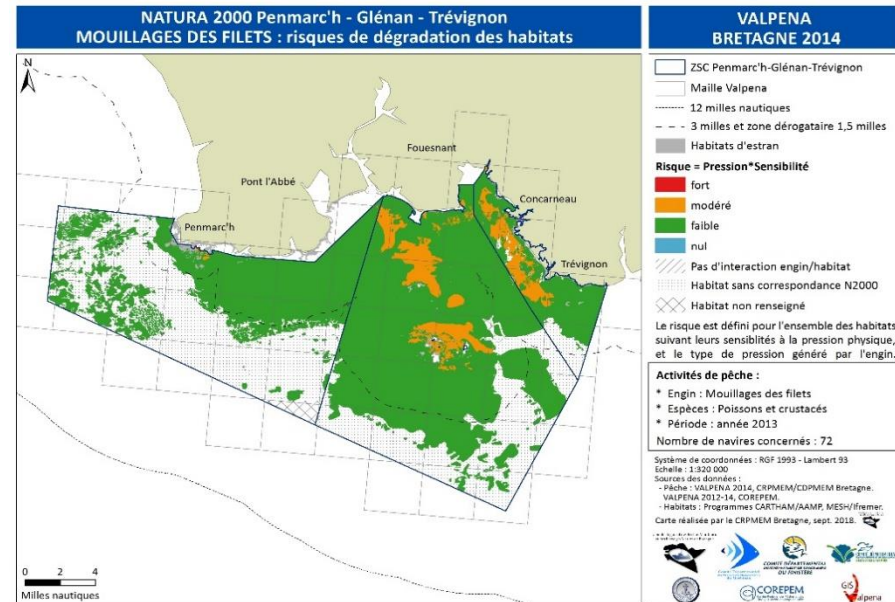 NATURA 2000 Penmarc'h - Glénan - Trévignon
MOUILLAGES DES FILETS : risques de dégradation des habitats
VALPENA
BRETAGNE 2014
N
Fouesnant
Pont l'Abbé
Concarneau
Penmarc'h
Trévignon
0 2 4
Milles nautiques
ZSC Penmarc'h-Glénan-Trévignon
Maille Valpena
12 milles nautiques
3 milles et zone dérogataire 1,5 milles
Habitats d'estran
Risque = Pression*Sensibilité
fort
modéré
faible
nul
Pas d'interaction engin/habitat
Habitat sans correspondance N2000
Habitat non renseigné
Le risque est défini pour l'ensemble des habitats
suivant leurs sensiblités à la pression physique,
et le type de pression généré par l'engin.
Activités de pêche :
* Engin : Mouillages des filets
* Espèces : Poissons et crustacés
* Période : année 2013
Nombre de navires concernés : 72
Système de coordonnées : RGF 1993 - Lambert 93
Echelle : 1:320 000
Sources des données :
- Pêche : VALPENA 2014, CRPMEM/CDPMEM Bretagne.
VALPENA 2012-14, COREPEM.
- Habitats : Programmes CARTHAM/AAMP, MESH/Ifremer.
Carte réalisée par le CRPMEM Bretagne, sept. 2018.
COMITÉ DÉPARTEMENTAL
DU FINISTÈRE
COREPEM
GIS
Valpena